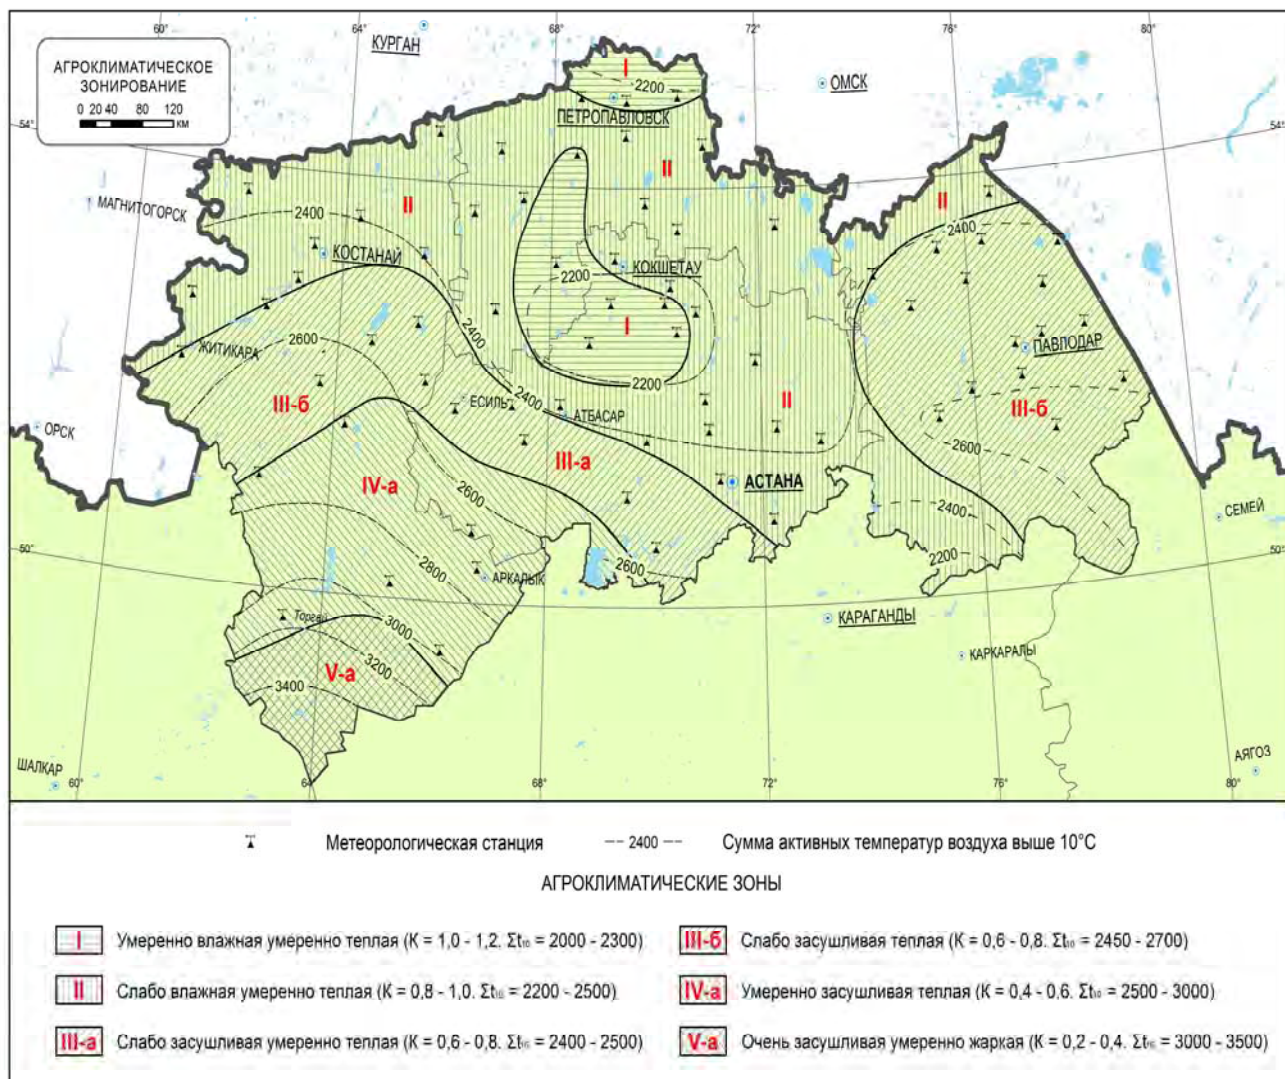 60°
64°
68°
72°
76°
80°
КУРГАН
АГРОКЛИМАТИЧЕСКОЕ
ЗОНИРОВАНИЕ
0 20 40 80 120
КМ
I
2200
ОМСК
ПЕТРОПАВЛОВСК
54°
54°
II
II
II
МАГНИТОГОРСК
2400
2400
КОСТАНАЙ
КОКШЕТАУ
2200
I
2400
2600
ЖИТИКАРА
ПАВЛОДАР
2200
2400
III-б
ЕСИЛЬ
АТБАСАР
II
III-б
ОРСК
2600
III-а
IV-а
АСТАНА
2600
2400
СЕМЕЙ
50°
50°
2800
2200
2600
АРКАЛЫК
Торгай
3000
КАРАГАНДЫ
3200
КАРКАРАЛЫ
V-а
3400
ШАЛКАР
АЯГОЗ
60°
64°
68°
72°
76°
80°
Метеорологическая станция
-- 2400 -- Сумма активных температур воздуха выше 10°С
АГРОКЛИМАТИЧЕСКИЕ ЗОНЫ
I Умеренно влажная умеренно теплая (К = 1,0 - 1,2. Σt₁₀ = 2000 - 2300)
III-б Слабо засушливая теплая (К = 0,6 - 0,8. Σt₁₀ = 2450 - 2700)
II Слабо влажная умеренно теплая (К = 0,8 - 1,0. Σt₁₀ = 2200 - 2500)
IV-а Умеренно засушливая теплая (К = 0,4 - 0,6. Σt₁₀ = 2500 - 3000)
III-а Слабо засушливая умеренно теплая (К = 0,6 - 0,8. Σt₁₀ = 2400 - 2500)
V-а Очень засушливая умеренно жаркая (К = 0,2 - 0,4. Σt₁₀ = 3000 - 3500)